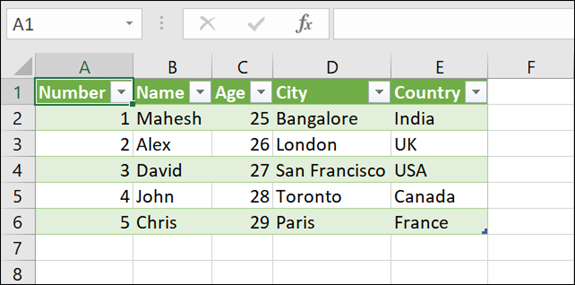 A1 fx
A B C D E F
1 Number Name Age City Country
2 1 Mahesh 25 Bangalore India
3 2 Alex 26 London UK
4 3 David 27 San Francisco USA
5 4 John 28 Toronto Canada
6 5 Chris 29 Paris France
7
8